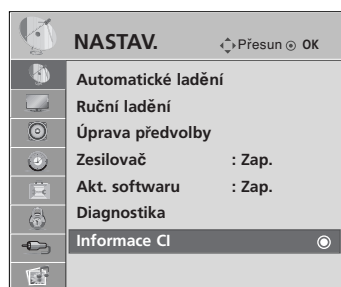 NASTAV. Přesun OK
Automatické ladění
Ruční ladění
Úprava předvolby
Zesilovač : Zap.
Akt. softwaru : Zap.
Diagnostika
Informace CI